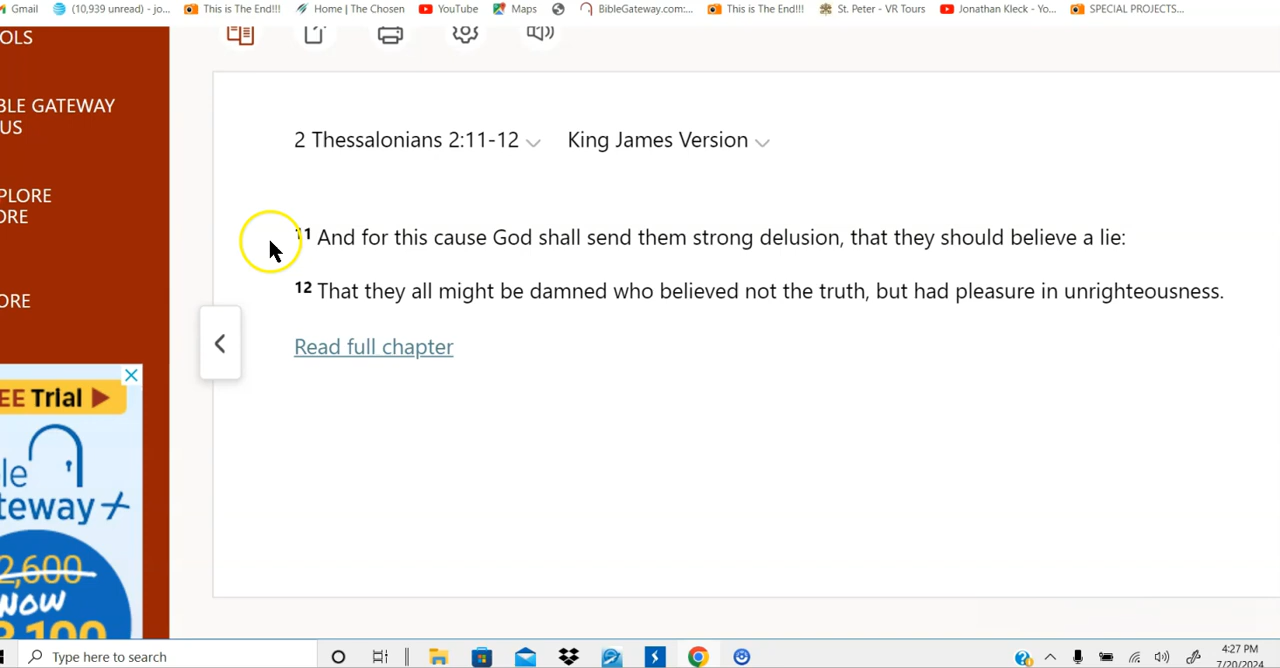 Gmail
(10,939 unread) - jo...
This is The End!!!
Home | The Chosen
YouTube
Maps
BibleGateway.com:...
This is The End!!!
St. Peter - VR Tours
Jonathan Kleck - Yo...
SPECIAL PROJECTS...
OLS
BLE GATEWAY
US
PLORE
ORE
ORE
2 Thessalonians 2:11-12
King James Version
11 And for this cause God shall send them strong delusion, that they should believe a lie:
12 That they all might be damned who believed not the truth, but had pleasure in unrighteousness.
Read full chapter
EE Trial
le
teway+
2,600
NOW
3,100
Type here to search
4:27 PM
7/20/2024